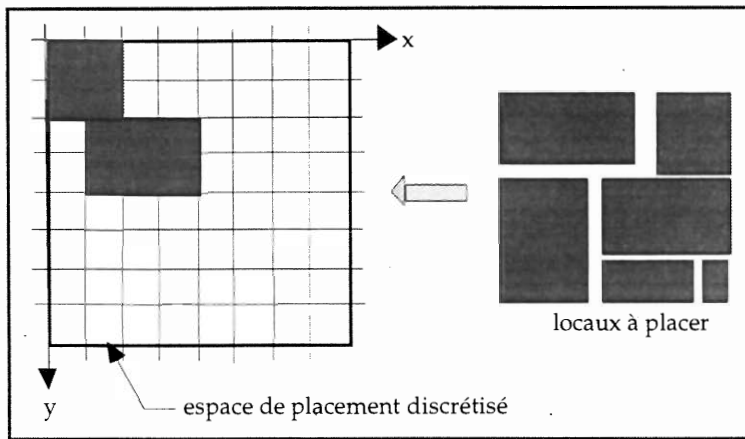 x
locaux à placer
y
espace de placement discrétisé